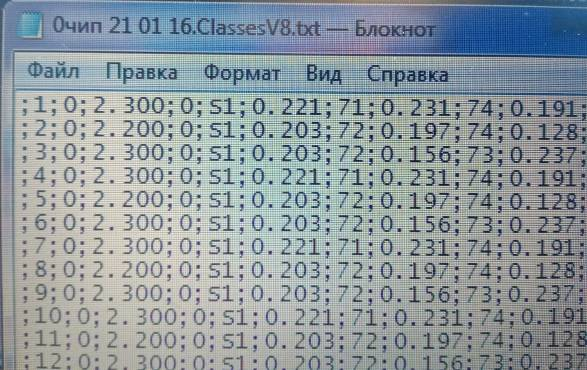 0чип 21 01 16.ClassesV8.txt — Блокнот
Файл Правка Формат Вид Справка
;1;0;2.300;0;S1;0.221;71;0.231;74;0.191;
;2;0;2.200;0;S1;0.203;72;0.197;74;0.128;
;3;0;2.300;0;S1;0.203;72;0.156;73;0.237;
;4;0;2.300;0;S1;0.221;71;0.231;74;0.191;
;5;0;2.200;0;S1;0.203;72;0.197;74;0.128;
;6;0;2.300;0;S1;0.203;72;0.156;73;0.237;
;7;0;2.300;0;S1;0.221;71;0.231;74;0.191;
;8;0;2.200;0;S1;0.203;72;0.197;74;0.128;
;9;0;2.300;0;S1;0.203;72;0.156;73;0.237;
;10;0;2.300;0;S1;0.221;71;0.231;74;0.191
;11;0;2.200;0;S1;0.203;72;0.197;74;0.128
;12;0;2.300;0;S1;0.203;72;0.156;73;0.237